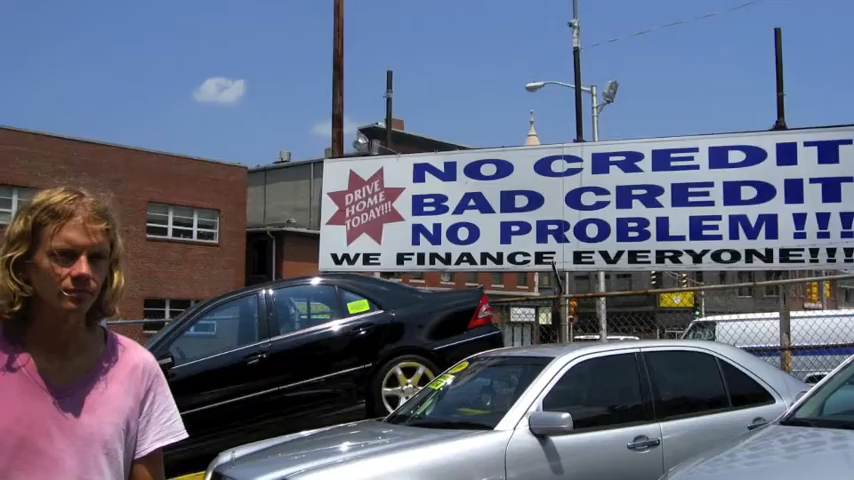 DRIVE
HOME
TODAY!!!
NO CREDIT
BAD CREDIT
NO PROBLEM!!!
WE FINANCE EVERYONE!!!